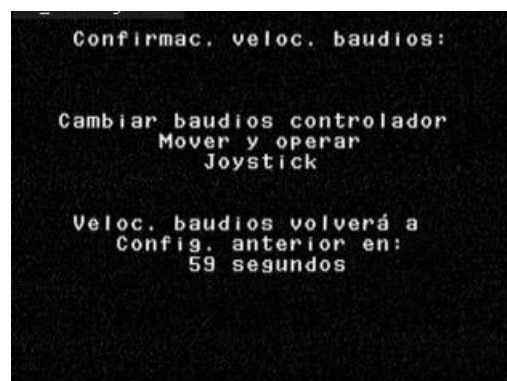 Confirmac. veloc. baudios:
Cambiar baudios controlador
Mover y operar
Joystick
Veloc. baudios volverá a
Config. anterior en:
59 segundos